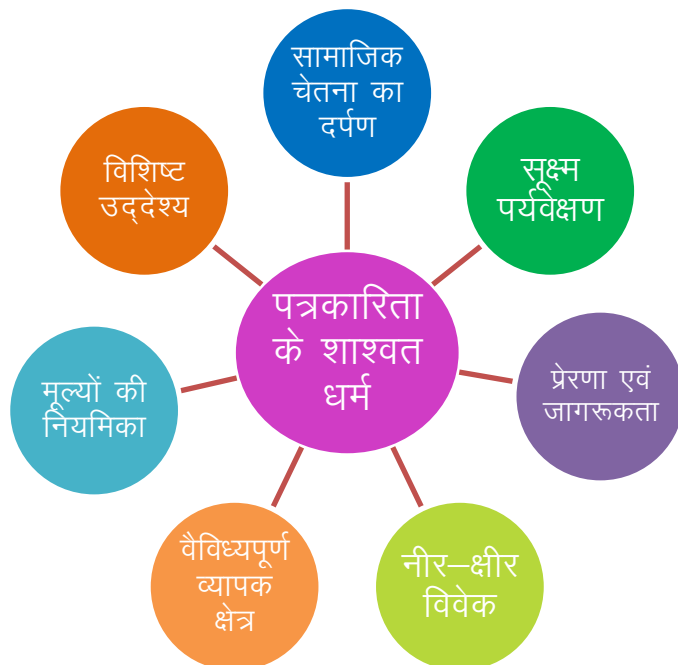 सामाजिक
चेतना का
दर्पण
सूक्ष्म
पर्यवेक्षण
प्रेरणा एवं
जागरूकता
नीर–क्षीर
विवेक
वैविध्यपूर्ण
व्यापक
क्षेत्र
मूल्यों की
नियमिका
विशिष्ट
उद्देश्य
पत्रकारिता
के शाश्वत
धर्म